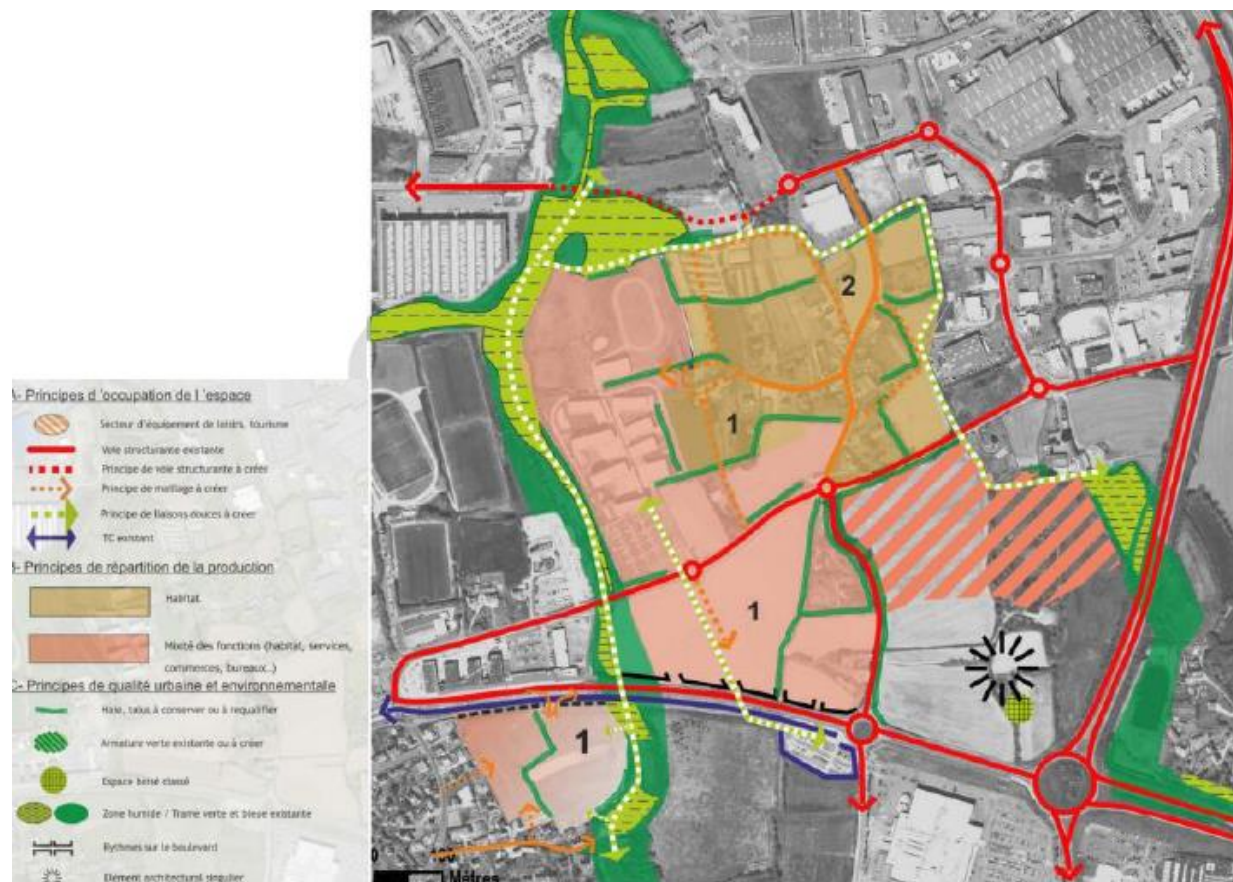 A- Principes d 'occupation de l 'espace
Secteur d'équipement de loisirs, tourisme
Voie structurante existante
Principe de voie structurante à créer
Principe de maillage à créer
Principe de liaisons douces à créer
TC existant
B- Principes de répartition de la production
Habitat
Mixité des fonctions (habitat, services,
commerces, bureaux..)
C- Principes de qualité urbaine et environnementale
Haie, talus à conserver ou à requalifier
Armature verte existante ou à créer
Espace boisé classé
Zone humide / Trame verte et bleue existante
Rythmes sur le boulevard
Elément architectural singulier
2
1
1
1
Mètres